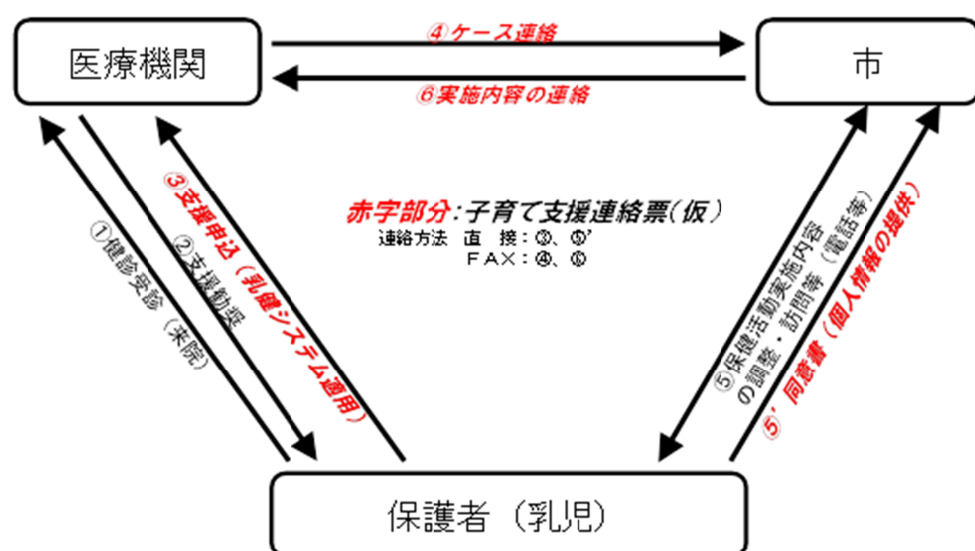 ④ケース連絡
医療機関
市
⑥実施内容の連絡
赤字部分:子育て支援連絡票(仮)
連絡方法 直 接:③、⑤’
FAX:④、⑥
①健診受診(来院)
②支援勧奨
③支援申込(乳健システム適用)
⑤保健活動実施内容
の調整・訪問等(電話等)
⑤’同意書(個人情報の提供)
保護者(乳児)